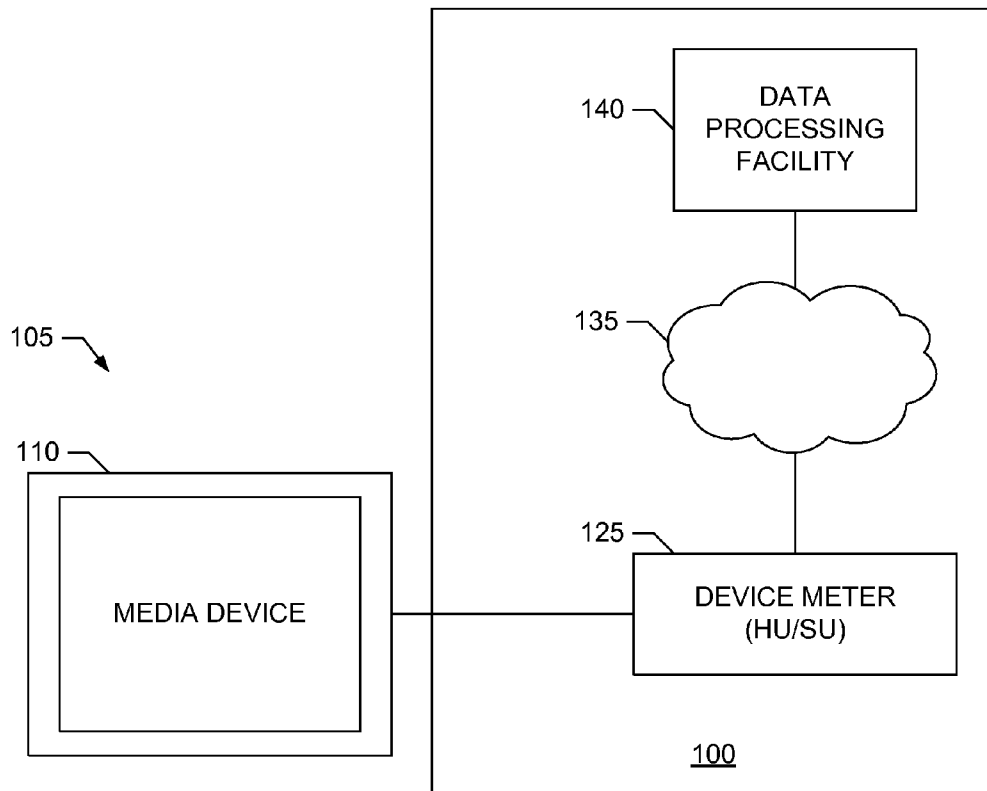 140
DATA
PROCESSING
FACILITY
135
105
110
MEDIA DEVICE
125
DEVICE METER
(HU/SU)
100